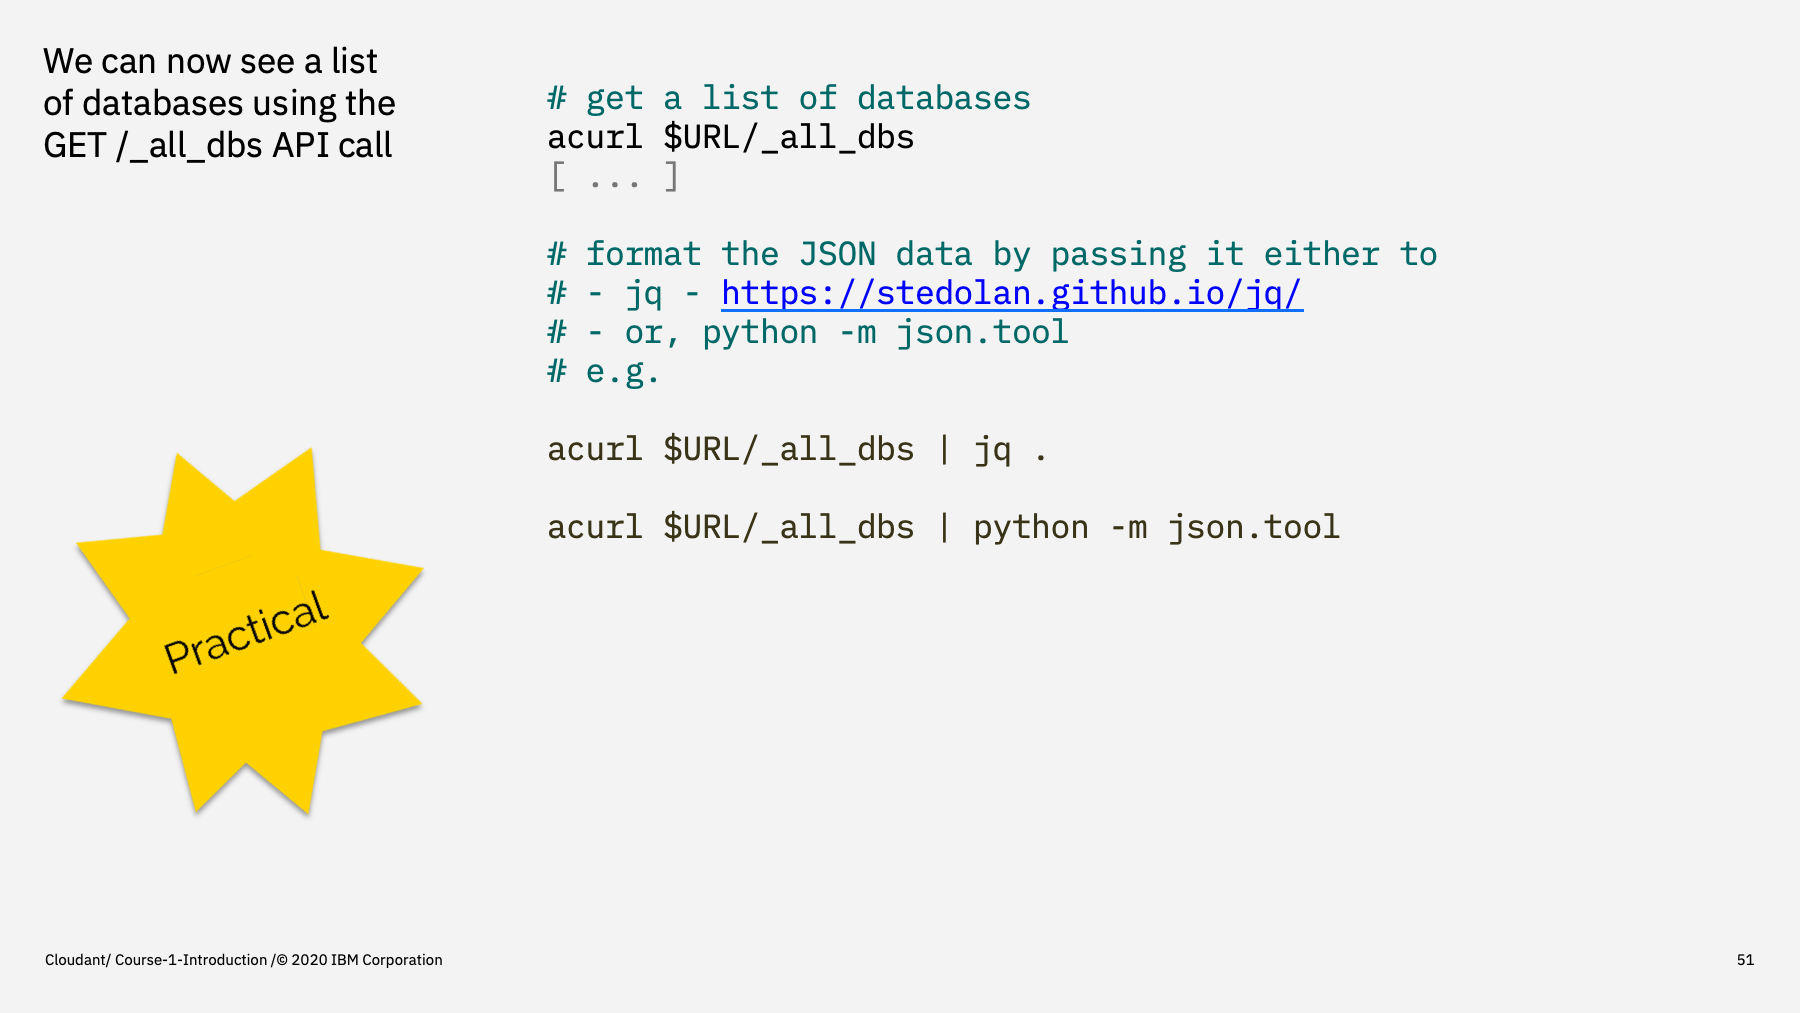 We can now see a list
of databases using the
GET /_all_dbs API call
# get a list of databases
acurl $URL/_all_dbs
[ ... ]
# format the JSON data by passing it either to
# - jq - https://stedolan.github.io/jq/
# - or, python -m json.tool
# e.g.
acurl $URL/_all_dbs | jq .
acurl $URL/_all_dbs | python -m json.tool
Practical
Cloudant/ Course-1-Introduction /© 2020 IBM Corporation
51